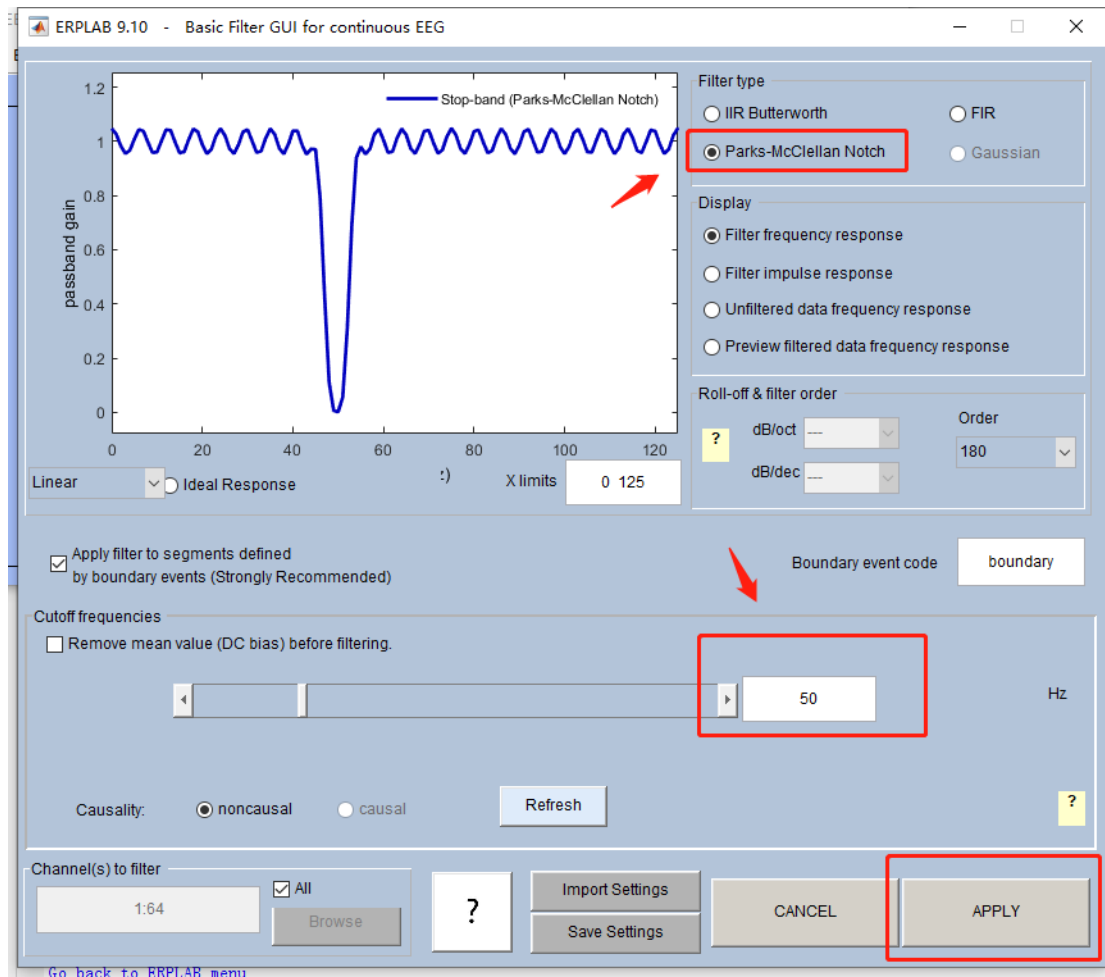 ERPLAB 9.10 - Basic Filter GUI for continuous EEG
Stop-band (Parks-McClellan Notch)
passband gain
1.2
1
0.8
0.6
0.4
0.2
0
0 20 40 60 80 100 120
Linear
Ideal Response
:)
X limits
0 125
Filter type
IIR Butterworth
FIR
Parks-McClellan Notch
Gaussian
Display
Filter frequency response
Filter impulse response
Unfiltered data frequency response
Preview filtered data frequency response
Roll-off & filter order
?
dB/oct
---
dB/dec
---
Order
180
Apply filter to segments defined
by boundary events (Strongly Recommended)
Boundary event code
boundary
Cutoff frequencies
Remove mean value (DC bias) before filtering.
50
Hz
Causality:
noncausal
causal
Refresh
?
Channel(s) to filter
1:64
All
Browse
?
Import Settings
Save Settings
CANCEL
APPLY
Go back to ERPLAB menu